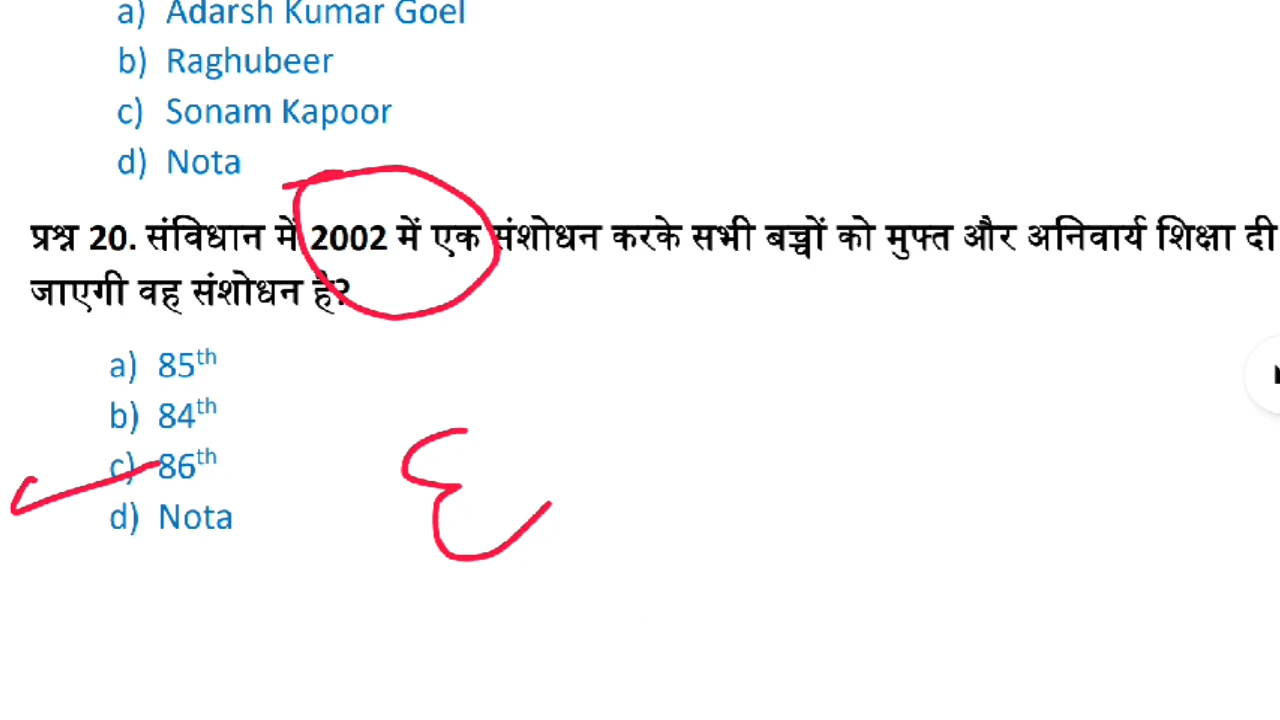 a) Adarsh Kumar Goel
b) Raghubeer
c) Sonam Kapoor
d) Nota
प्रश्न 20. संविधान में 2002 में एक संशोधन करके सभी बच्चों को मुफ्त और अनिवार्य शिक्षा दी
जाएगी वह संशोधन है?
a) 85th
b) 84th
c) 86th
d) Nota